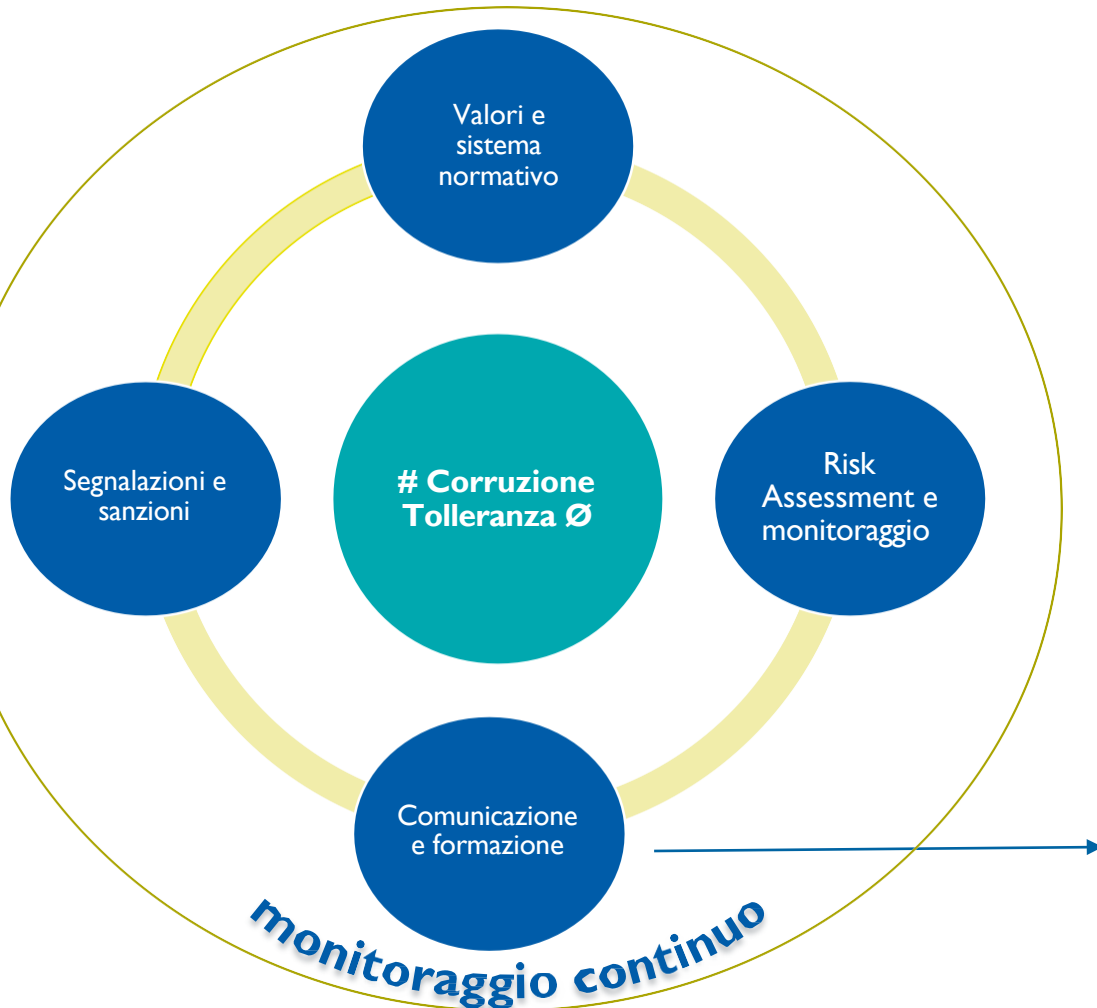 Valori e
sistema
normativo
Segnalazioni e
sanzioni
# Corruzione
Tolleranza Ø
Risk
Assessment e
monitoraggio
Comunicazione
e formazione
monitoraggio continuo